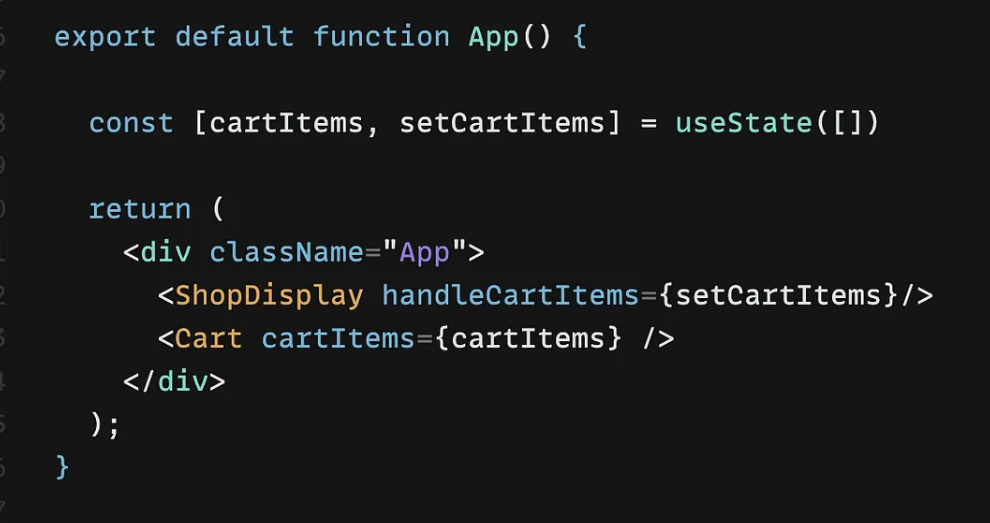 export default function App() {
const [cartItems, setCartItems] = useState([])
return (
<div className="App">
<ShopDisplay handleCartItems={setCartItems}/>
<Cart cartItems={cartItems} />
</div>
);
}